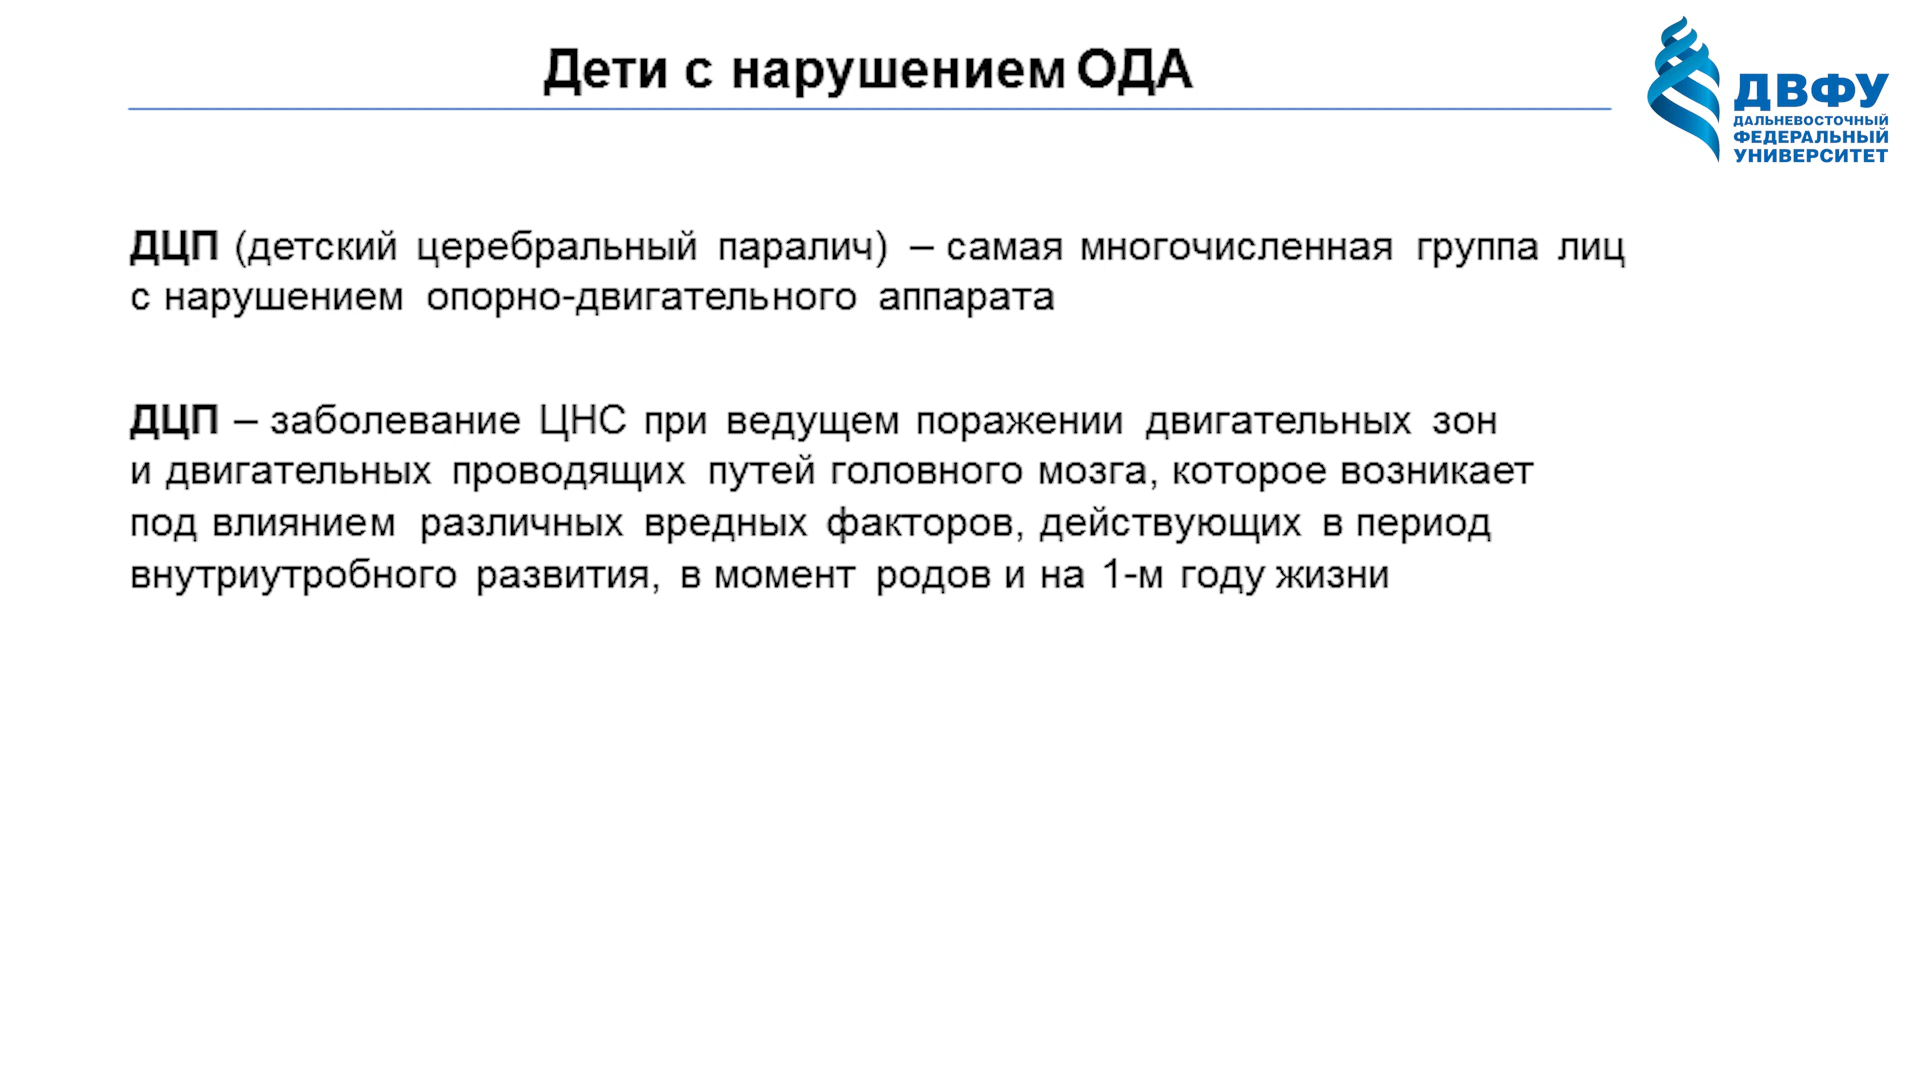 Дети с нарушением ОДА
ДВФУ
ДАЛЬНЕВОСТОЧНЫЙ
ФЕДЕРАЛЬНЫЙ
УНИВЕРСИТЕТ
ДЦП (детский церебральный паралич) – самая многочисленная группа лиц
с нарушением опорно-двигательного аппарата
ДЦП – заболевание ЦНС при ведущем поражении двигательных зон
и двигательных проводящих путей головного мозга, которое возникает
под влиянием различных вредных факторов, действующих в период
внутриутробного развития, в момент родов и на 1-м году жизни